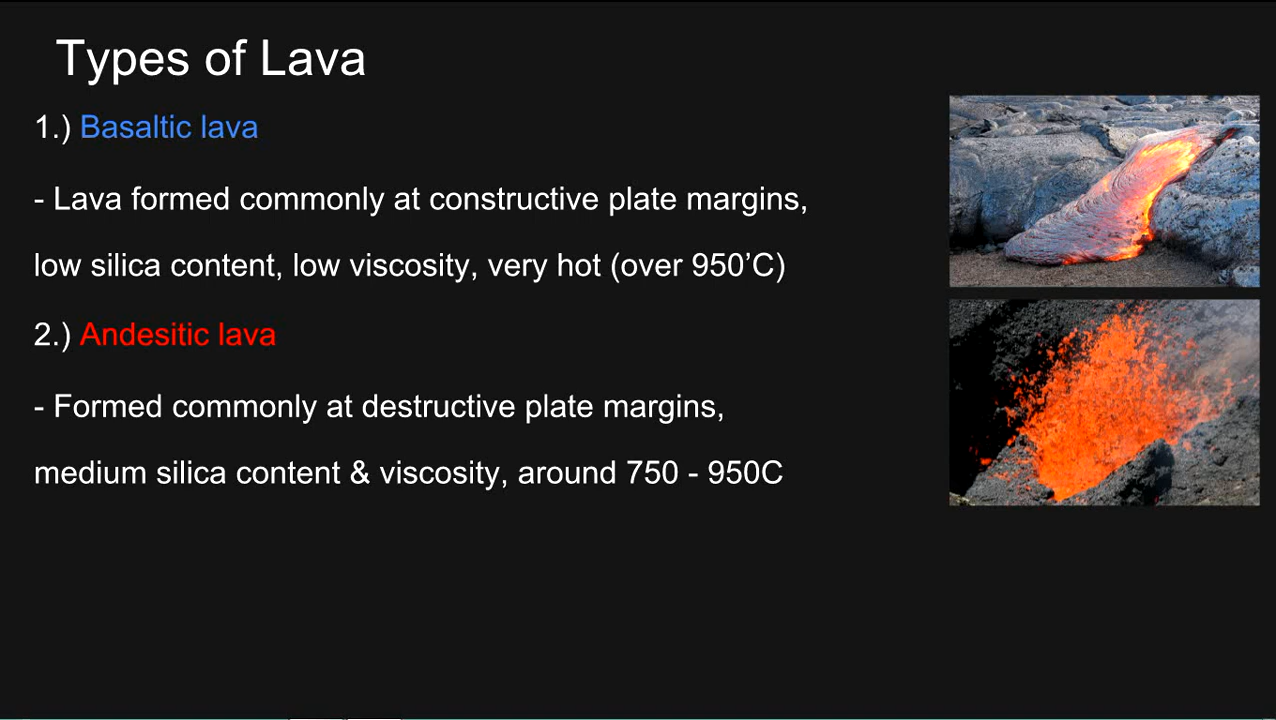 Types of Lava
1.) Basaltic lava
- Lava formed commonly at constructive plate margins,
low silica content, low viscosity, very hot (over 950’C)
2.) Andesitic lava
- Formed commonly at destructive plate margins,
medium silica content & viscosity, around 750 - 950C